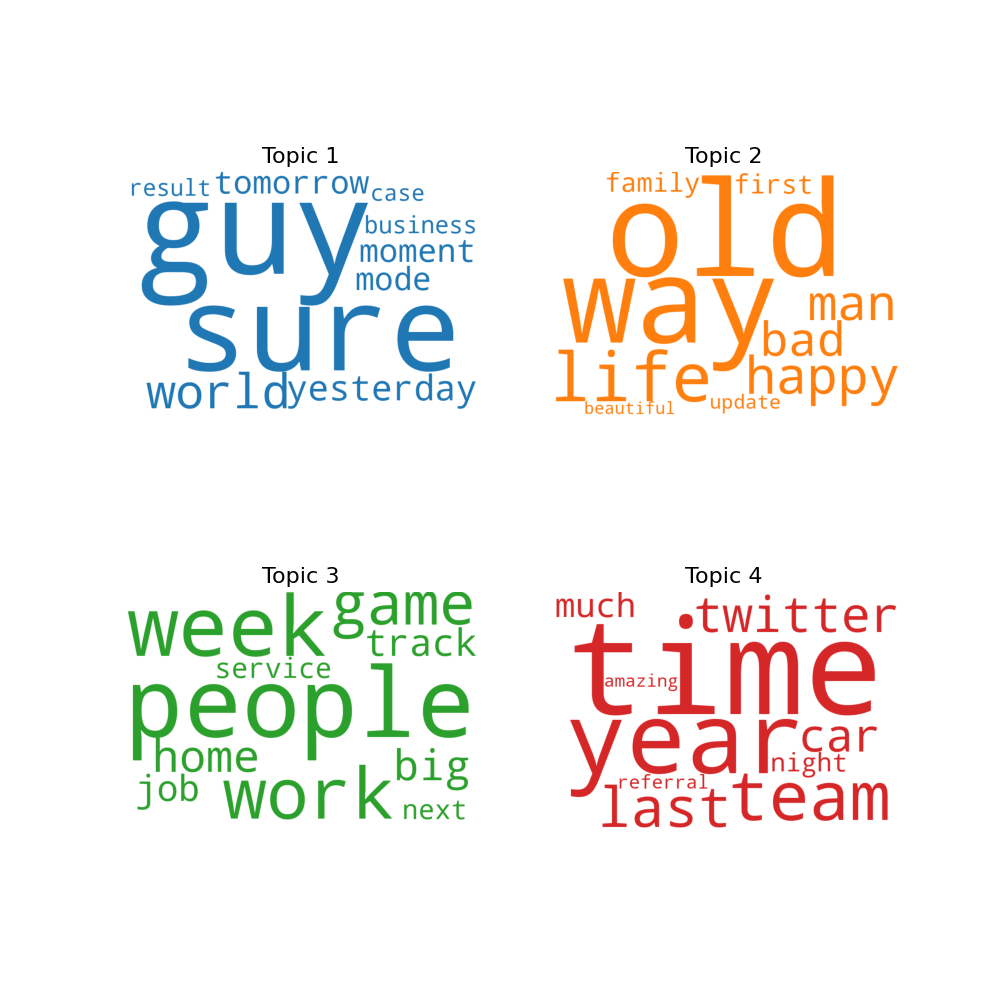 Topic 1
result tomorrow case
guy
business
moment
mode
sure
world yesterday
Topic 2
family first
old
way
man
bad
life happy
beautiful update
Topic 3
week game
track
service
people
home
big
job
work
next
Topic 4
much twitter
time
amazing
year
car
night
referral
last team